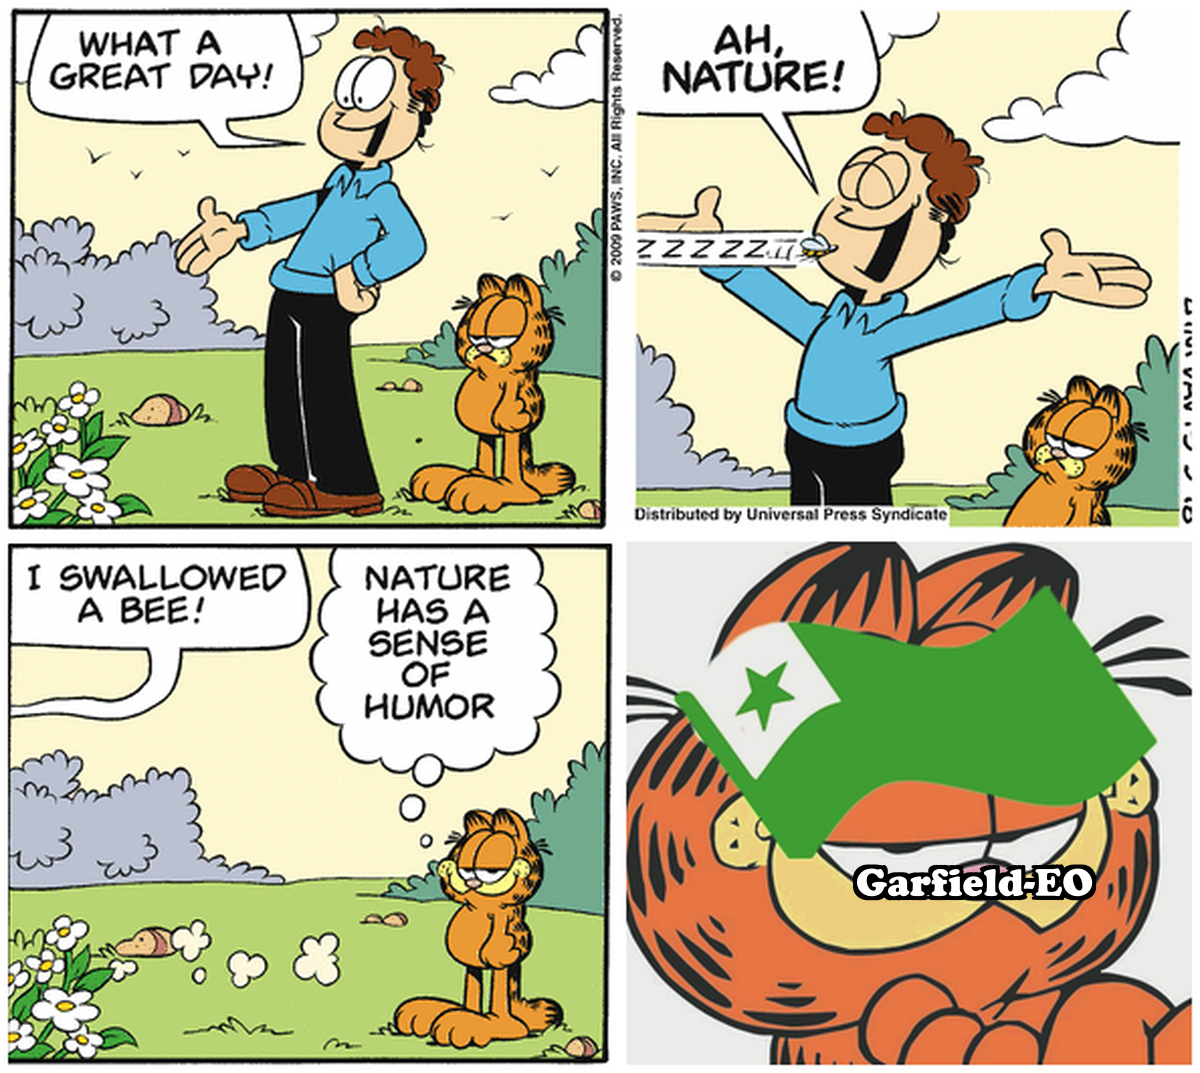 WHAT A
GREAT DAY!
© 2009 PAWS, INC. All Rights Reserved.
AH,
NATURE!
ZZZZZ
Distributed by Universal Press Syndicate
I SWALLOWED
A BEE!
NATURE
HAS A
SENSE
OF
HUMOR
Garfield-EO